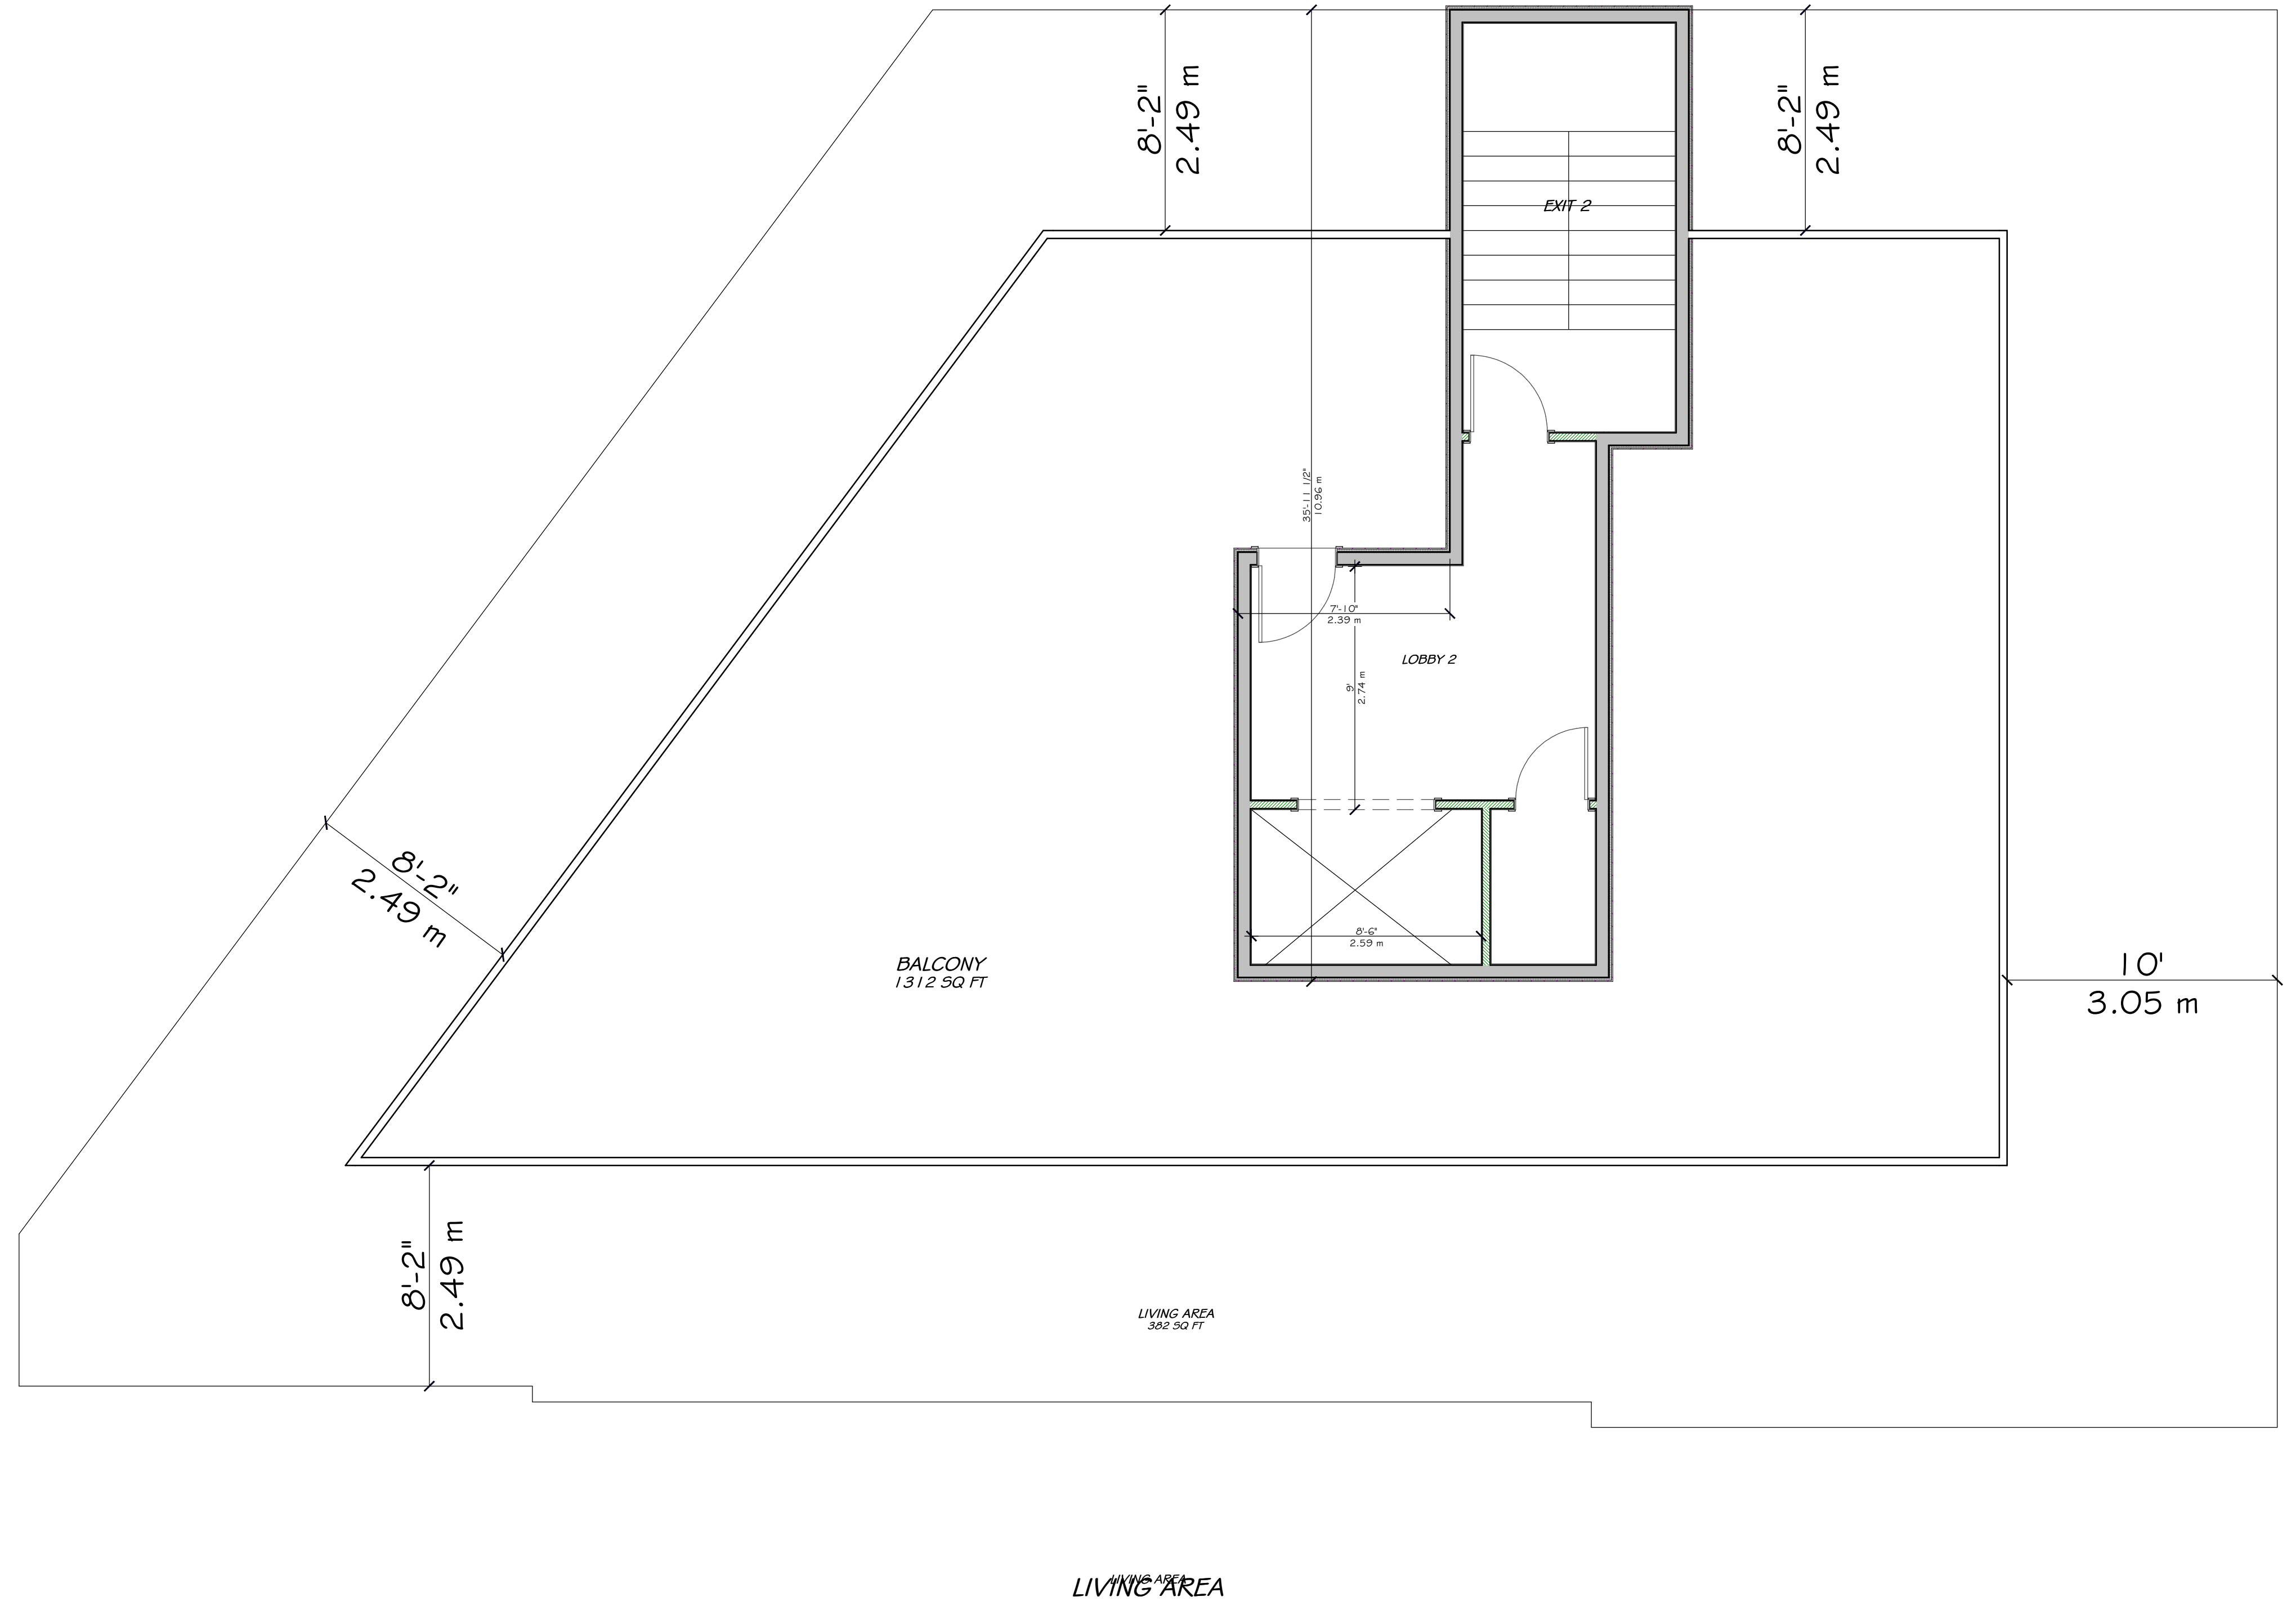 8'-2"
2.49 m
8'-2"
2.49 m
EXIT 2
35'-11 1/2"
10.96 m
7'-10"
2.39 m
LOBBY 2
9'
2.74 m
8'-2"
2.49 m
8'-6"
2.59 m
BALCONY
1312 SQ FT
10'
3.05 m
8'-2"
2.49 m
LIVING AREA
382 SQ FT
LIVING AREA
LIVING AREA